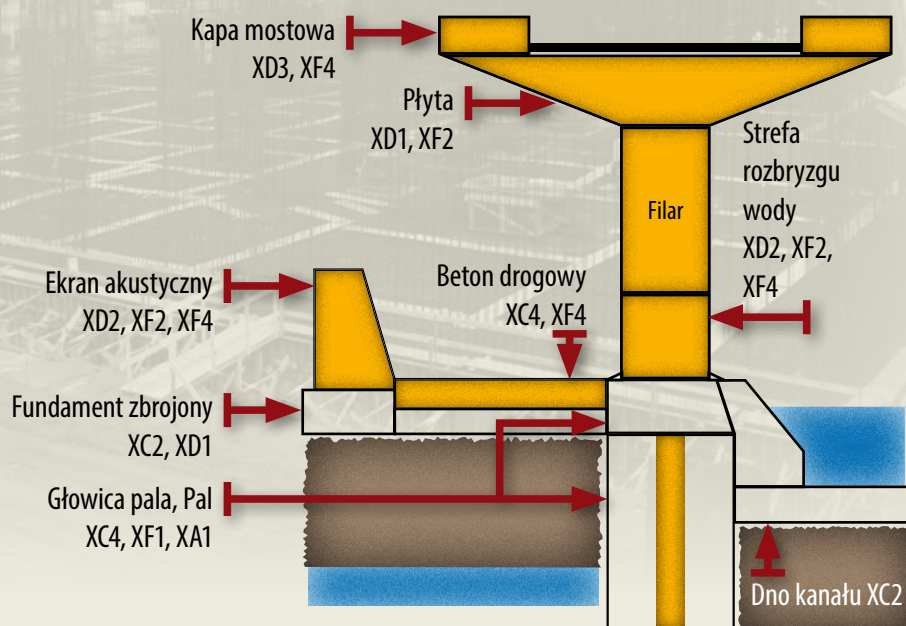 Kapa mostowa
XD3, XF4
Płyta
XD1, XF2
Strefa
rozbryzgu
wody
XD2, XF2,
XF4
Filar
Ekran akustyczny
XD2, XF2, XF4
Beton drogowy
XC4, XF4
Fundament zbrojony
XC2, XD1
Głowica pala, Pal
XC4, XF1, XA1
Dno kanału XC2